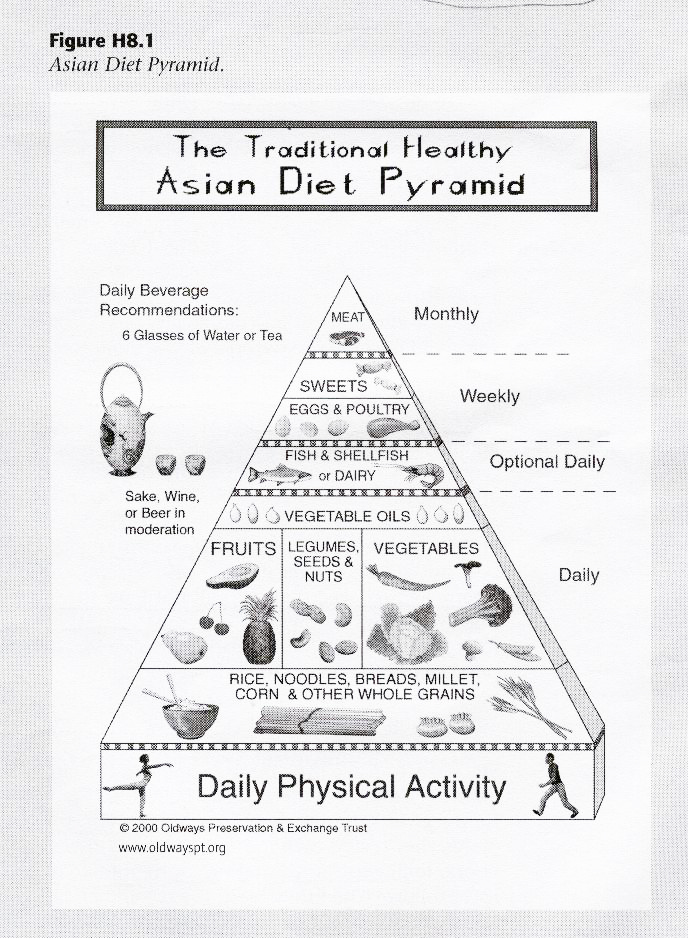 Figure H8.1
Asian Diet Pyramid.
The Traditional Healthy
Asian Diet Pyramid
Daily Beverage
Recommendations:
6 Glasses of Water or Tea
Sake, Wine,
or Beer in
moderation
MEAT
Monthly
SWEETS
EGGS & POULTRY
Weekly
FISH & SHELLFISH
or DAIRY
Optional Daily
VEGETABLE OILS
FRUITS
LEGUMES,
SEEDS &
NUTS
VEGETABLES
Daily
RICE, NOODLES, BREADS, MILLET,
CORN & OTHER WHOLE GRAINS
Daily Physical Activity
© 2000 Oldways Preservation & Exchange Trust
www.oldwayspt.org